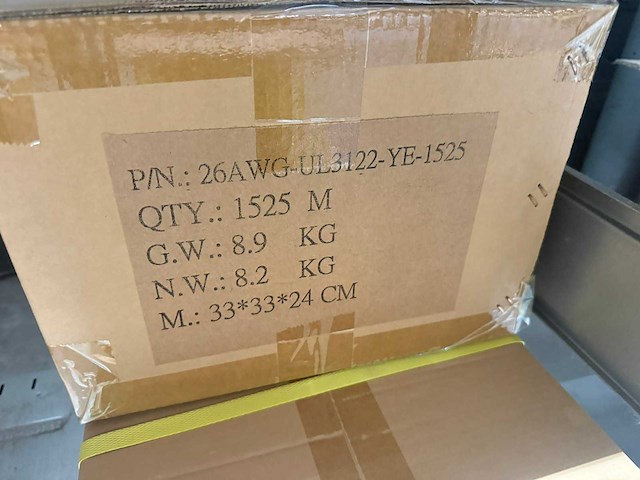 P/N.: 26AWG-UL3122-YE-1525
QTY.: 1525 M
G.W.: 8.9 KG
N.W.: 8.2 KG
M.: 33*33*24 CM